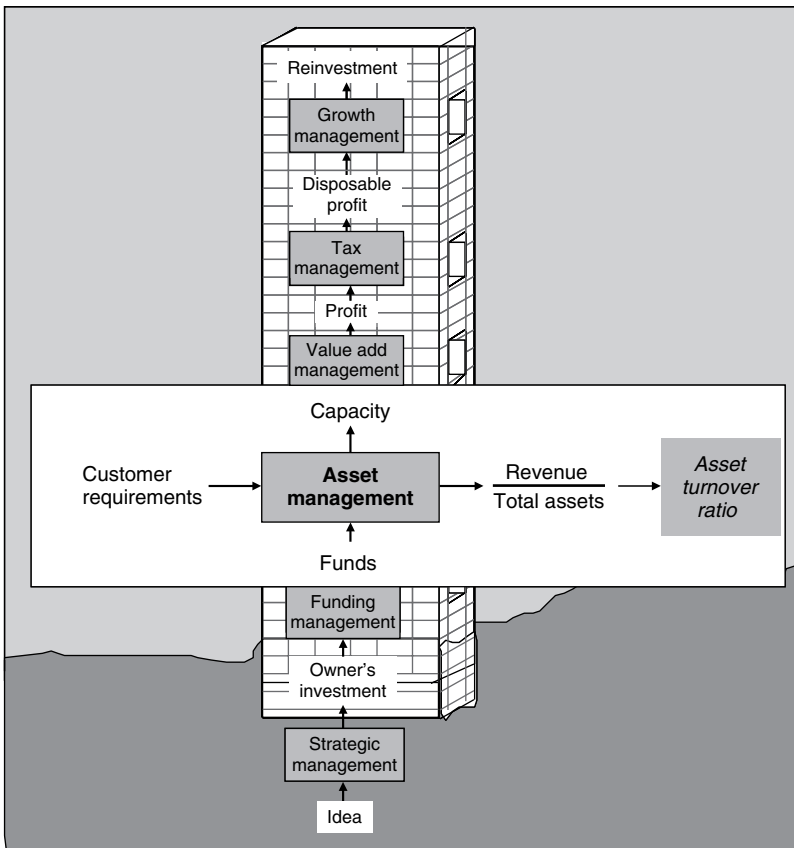 Reinvestment
Growth
management
Disposable
profit
Tax
management
Profit
Value add
management
Capacity
Customer
requirements
Asset
management
Revenue
Total assets
Asset
turnover
ratio
Funds
Funding
management
Owner's
investment
Strategic
management
Idea